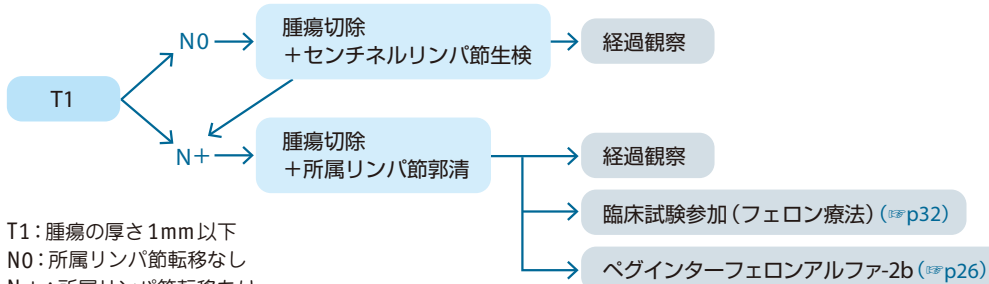 T1
N0
腫瘍切除
+センチネルリンパ節生検
経過観察
N+
腫瘍切除
+所属リンパ節郭清
経過観察
臨床試験参加(フェロン療法)(☞p32)
ペグインターフェロンアルファ-2b(☞p26)
T1:腫瘍の厚さ1mm以下
N0:所属リンパ節転移なし